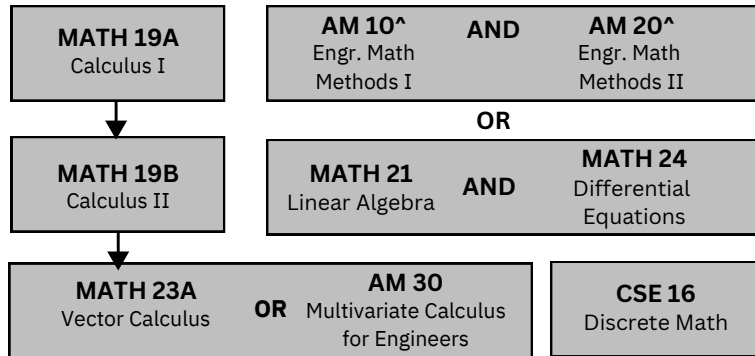 MATH 19A
Calculus I
AM 10^
Engr. Math
Methods I
AND
AM 20^
Engr. Math
Methods II
OR
MATH 19B
Calculus II
MATH 21
Linear Algebra
AND
MATH 24
Differential
Equations
MATH 23A
Vector Calculus
OR
AM 30
Multivariate Calculus
for Engineers
CSE 16
Discrete Math